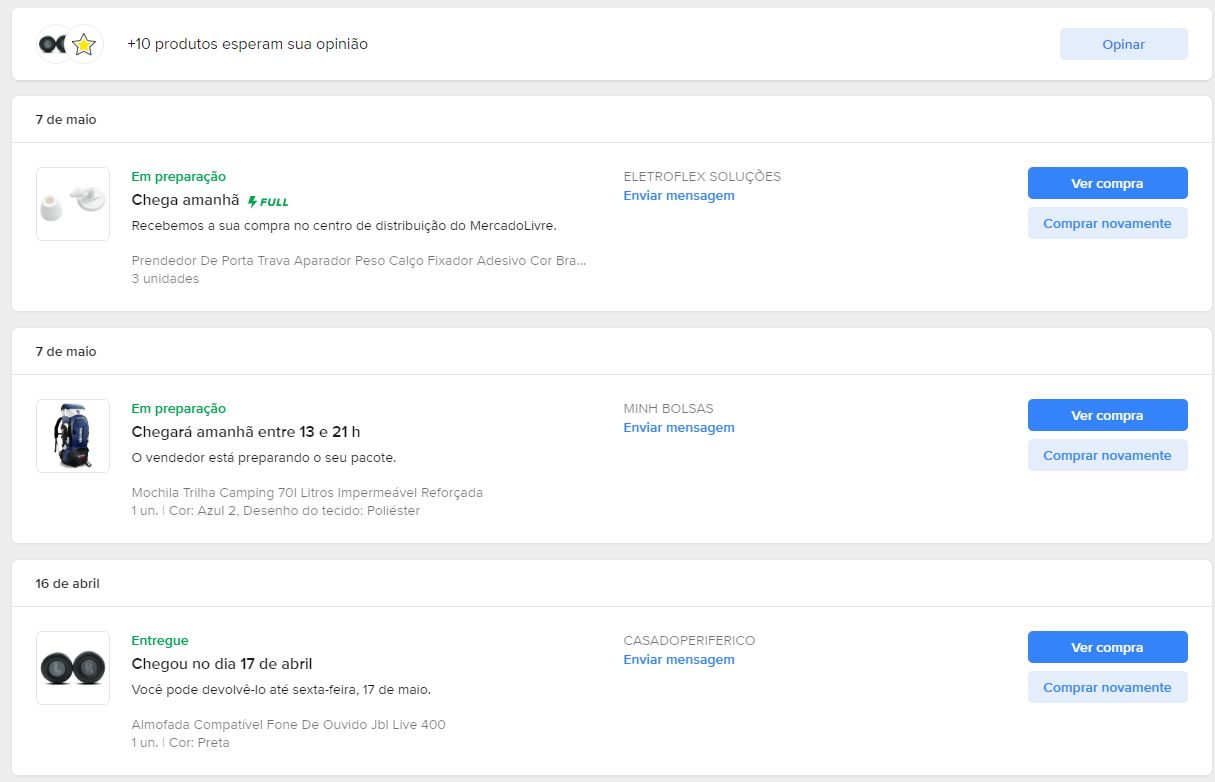 +10 produtos esperam sua opinião
Opinar
7 de maio
Em preparação
Chega amanhã FULL
Recebemos a sua compra no centro de distribuição do MercadoLivre.
Prendedor De Porta Trava Aparador Peso Calço Fixador Adesivo Cor Bra...
3 unidades
ELETROFLEX SOLUÇÕES
Enviar mensagem
Ver compra
Comprar novamente
7 de maio
Em preparação
Chegará amanhã entre 13 e 21 h
O vendedor está preparando o seu pacote.
Mochila Trilha Camping 70l Litros Impermeável Reforçada
1 un. | Cor: Azul 2, Desenho do tecido: Poliéster
MINH BOLSAS
Enviar mensagem
Ver compra
Comprar novamente
16 de abril
Entregue
Chegou no dia 17 de abril
Você pode devolvê-lo até sexta-feira, 17 de maio.
Almofada Compatível Fone De Ouvido Jbl Live 400
1 un. | Cor: Preta
CASADOPERIFERICO
Enviar mensagem
Ver compra
Comprar novamente